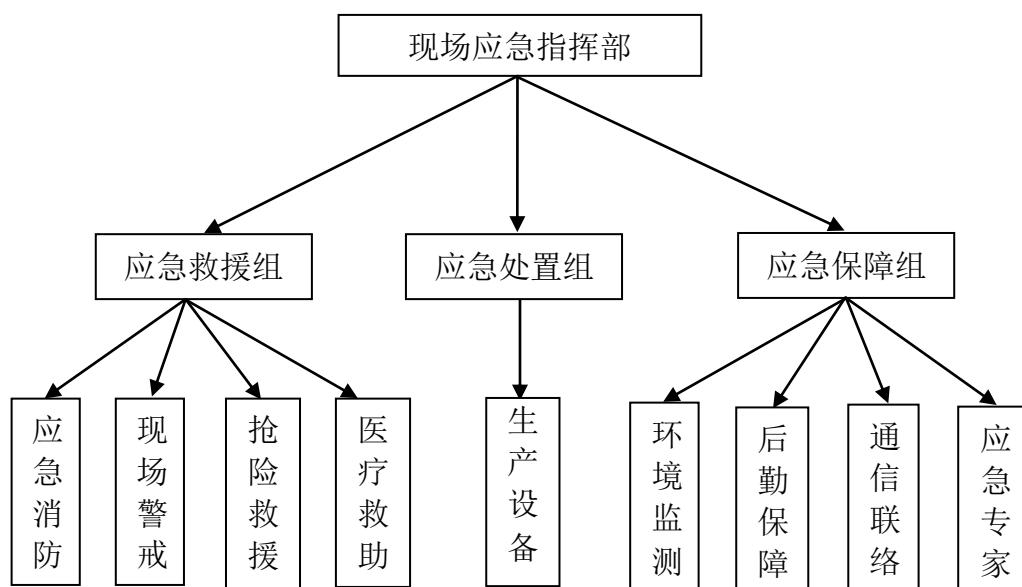 现场应急指挥部
应急救援组
应急处置组
应急保障组
应急消防
现场警戒
抢险救援
医疗救助
生产设备
环境监测
后勤保障
通信联络
应急专家